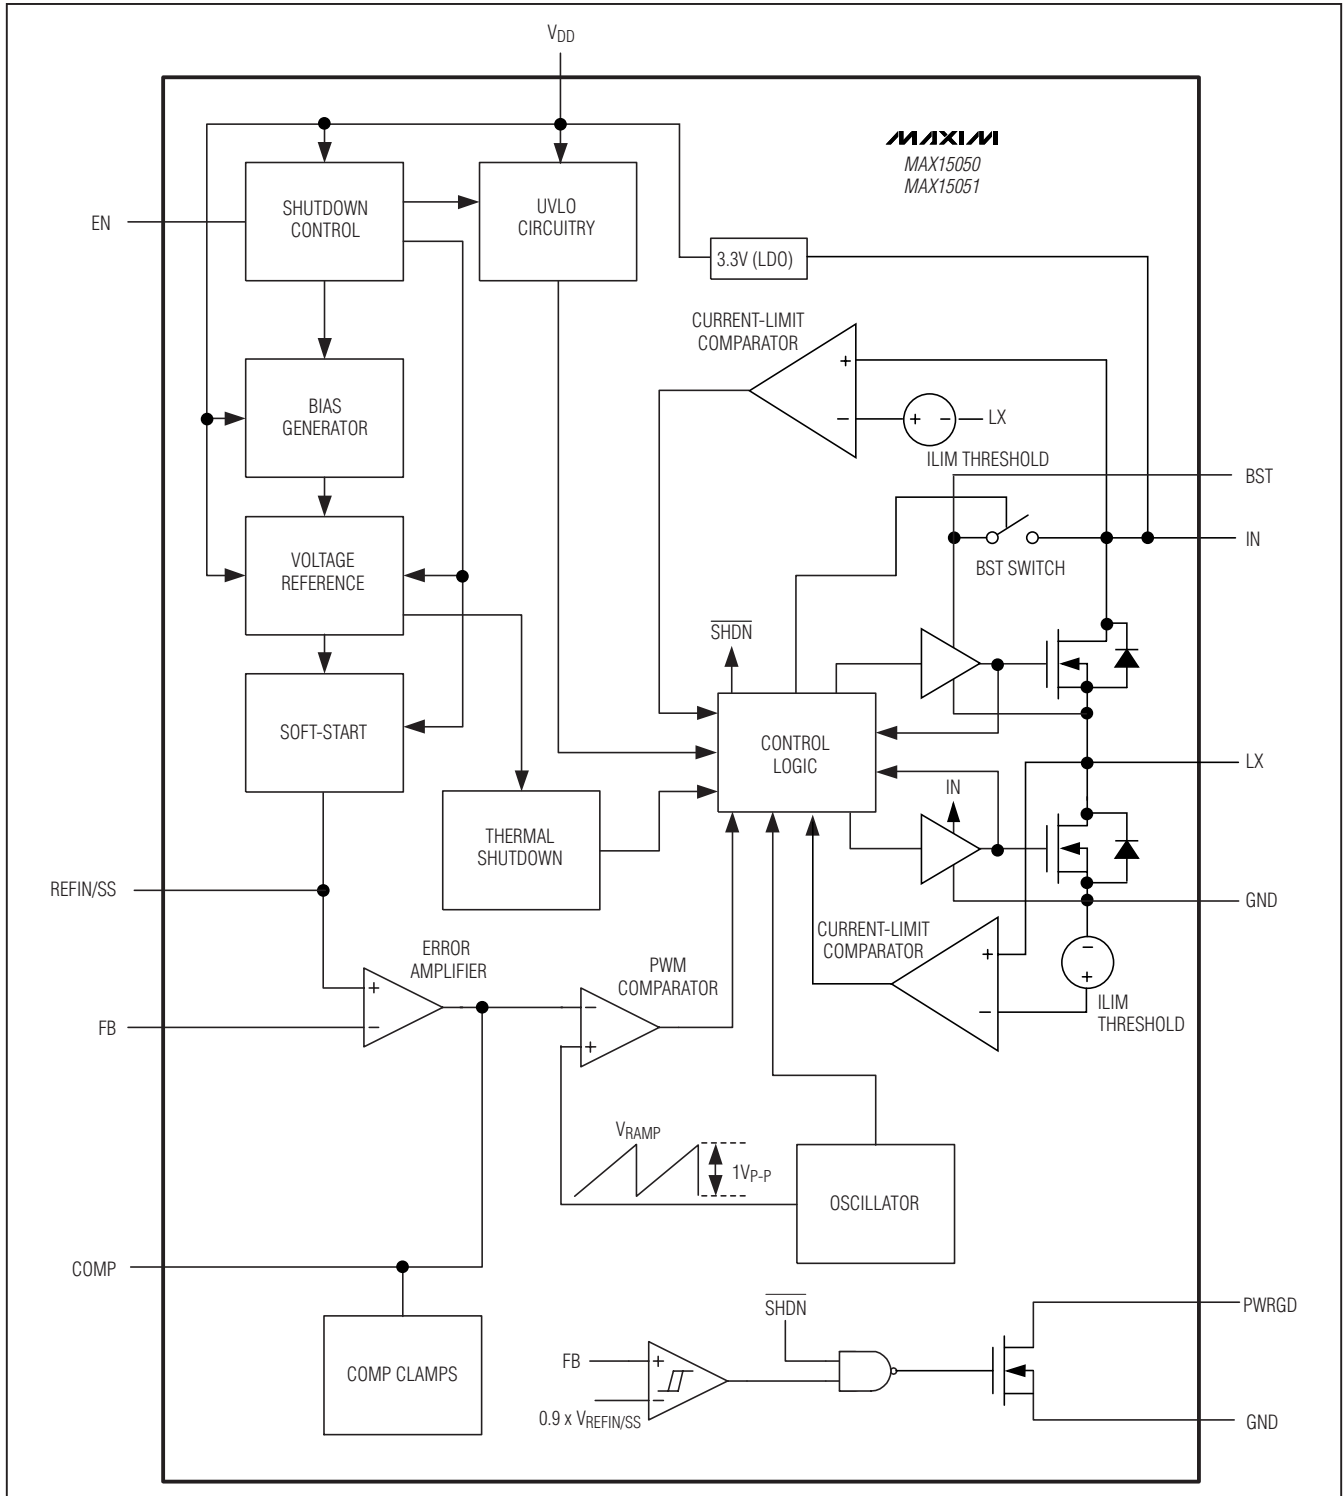 VDD
MAXIM
MAX15050
MAX15051
EN
SHUTDOWN
CONTROL
UVLO
CIRCUITRY
3.3V (LDO)
CURRENT-LIMIT
COMPARATOR
+
−
+ −
LX
ILIM THRESHOLD
BIAS
GENERATOR
BST
IN
BST SWITCH
VOLTAGE
REFERENCE
SHDN
SOFT-START
CONTROL
LOGIC
LX
IN
THERMAL
SHUTDOWN
REFIN/SS
GND
CURRENT-LIMIT
COMPARATOR
+
−
−
+
ILIM
THRESHOLD
ERROR
AMPLIFIER
+
−
FB
PWM
COMPARATOR
−
+
VRAMP
1VP-P
OSCILLATOR
COMP
COMP CLAMPS
SHDN
PWRGD
FB
+
−
0.9 x VREFIN/SS
GND